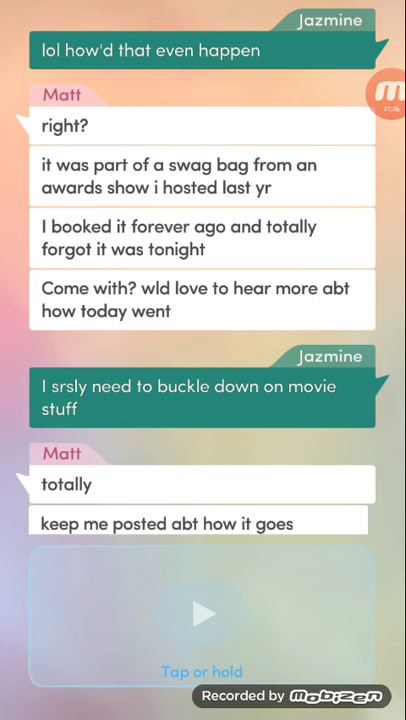 Jazmine
lol how'd that even happen
Matt
right?
it was part of a swag bag from an
awards show i hosted last yr
I booked it forever ago and totally
forgot it was tonight
Come with? wld love to hear more abt
how today went
Jazmine
I srsly need to buckle down on movie
stuff
Matt
totally
keep me posted abt how it goes
Tap or hold
Recorded by mobizen